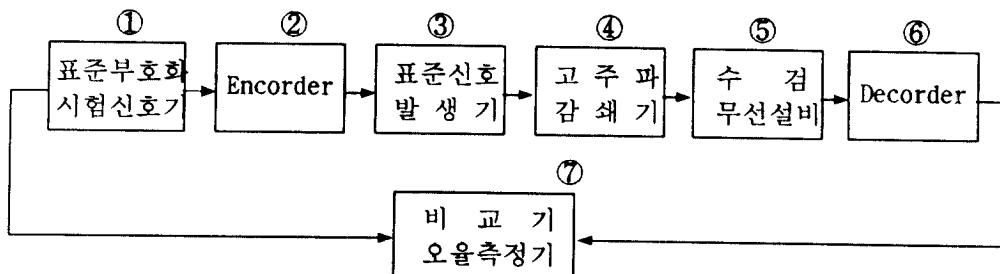 ①
표준부호화
시험신호기
②
Encorder
③
표준신호
발생기
④
고주파
감쇄기
⑤
수검
무선설비
⑥
Decorder
⑦
비교기
오율측정기